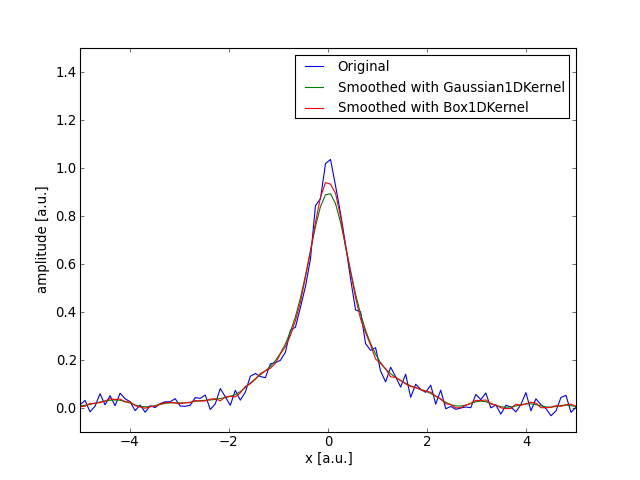 Original
Smoothed with Gaussian1DKernel
Smoothed with Box1DKernel
amplitude [a.u.]
1.4
1.2
1.0
0.8
0.6
0.4
0.2
0.0
−4 −2 0 2 4
x [a.u.]